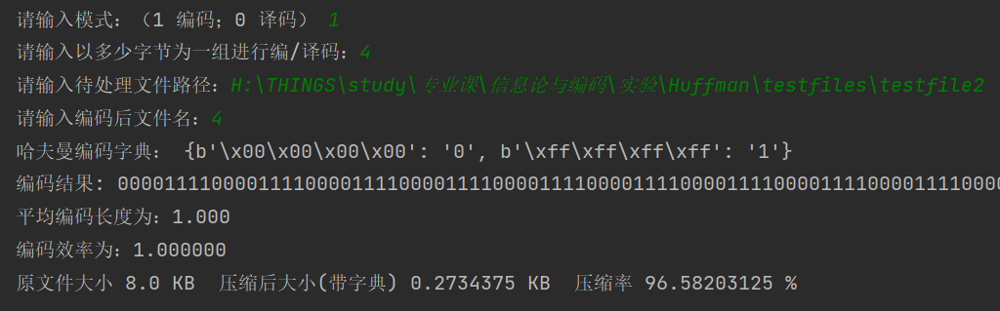 请输入模式：（1 编码；0 译码） 1
请输入以多少字节为一组进行编/译码：4
请输入待处理文件路径：H:\THINGS\study\专业课\信息论与编码\实验\Huffman\testfiles\testfile2
请输入编码后文件名：4
哈夫曼编码字典： {b'\x00\x00\x00\x00': '0', b'\xff\xff\xff\xff': '1'}
编码结果: 0000111100001111000011110000111100001111000011110000111100001111000011110000
平均编码长度为：1.000
编码效率为：1.000000
原文件大小 8.0 KB  压缩后大小(带字典) 0.2734375 KB  压缩率 96.58203125 %